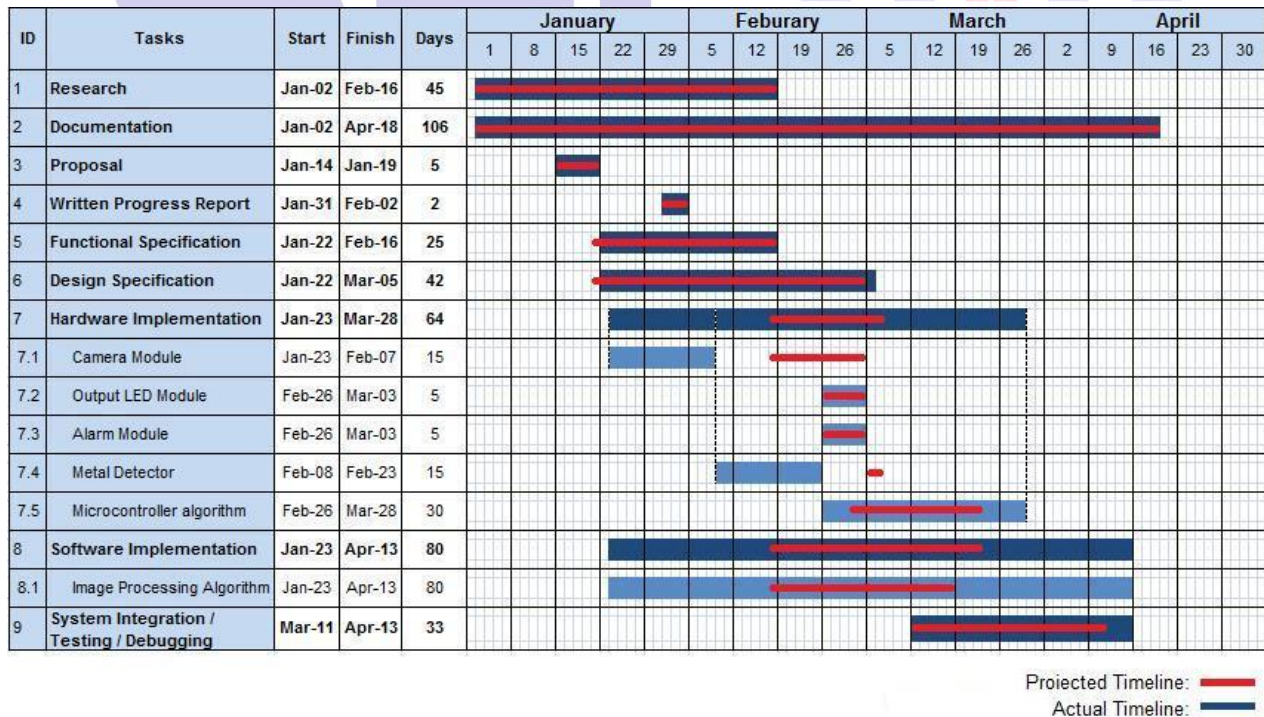 January Feburary March April
ID Tasks Start Finish Days 1 8 15 22 29 5 12 19 26 5 12 19 26 2 9 16 23 30
1 Research Jan-02 Feb-16 45
2 Documentation Jan-02 Apr-18 106
3 Proposal Jan-14 Jan-19 5
4 Written Progress Report Jan-31 Feb-02 2
5 Functional Specification Jan-22 Feb-16 25
6 Design Specification Jan-22 Mar-05 42
7 Hardware Implementation Jan-23 Mar-28 64
7.1 Camera Module Jan-23 Feb-07 15
7.2 Output LED Module Feb-26 Mar-03 5
7.3 Alarm Module Feb-26 Mar-03 5
7.4 Metal Detector Feb-08 Feb-23 15
7.5 Microcontroller algorithm Feb-26 Mar-28 30
8 Software Implementation Jan-23 Apr-13 80
8.1 Image Processing Algorithm Jan-23 Apr-13 80
9 System Integration / Mar-11 Apr-13 33
Testing / Debugging
Projected Timeline:
Actual Timeline: